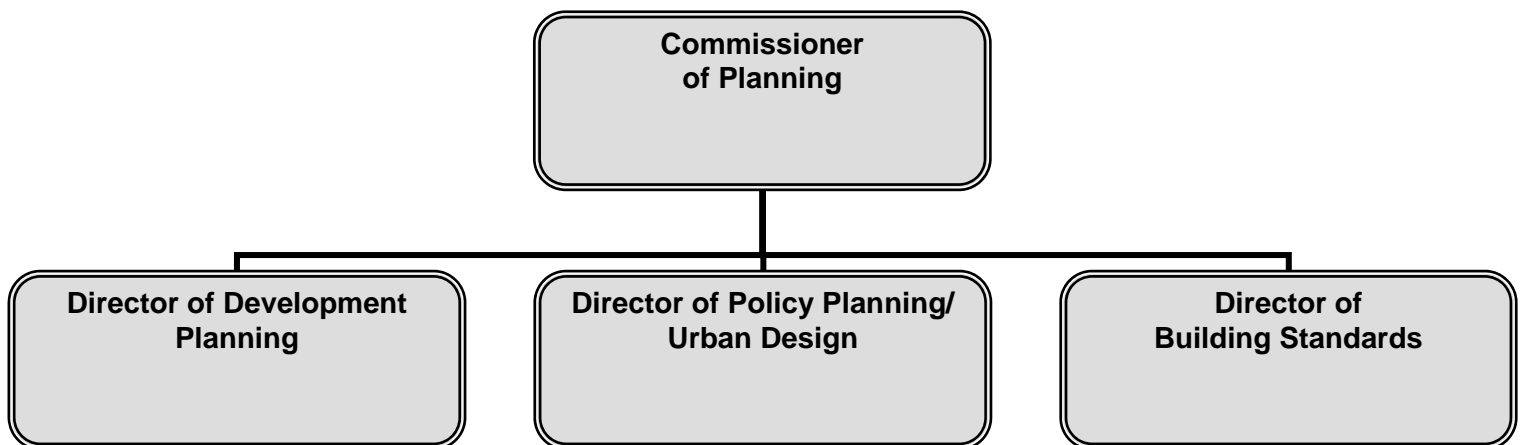 Commissioner
of Planning
Director of Development
Planning
Director of Policy Planning/
Urban Design
Director of
Building Standards